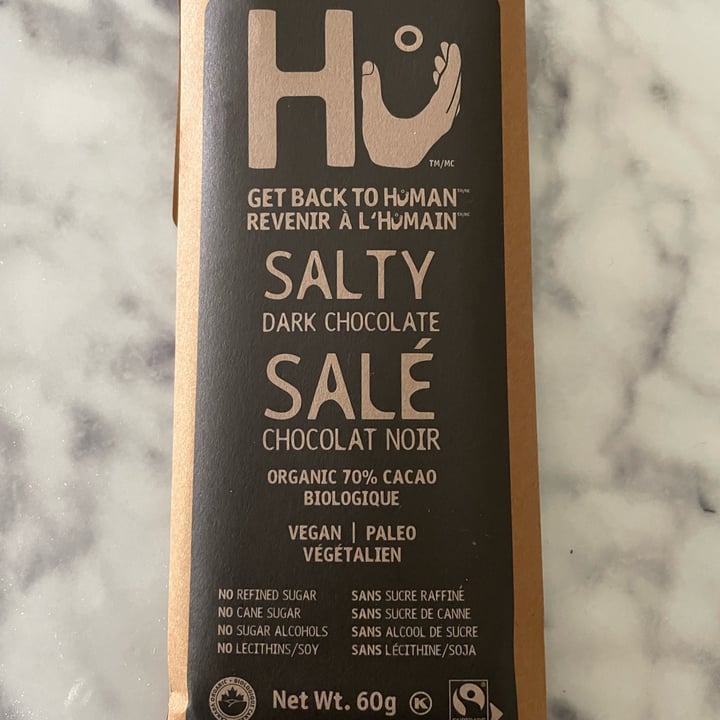 Hu
TM/MC
GET BACK TO HUMAN
REVENIR À L'HUMAIN
SALTY
DARK CHOCOLATE
SALÉ
CHOCOLAT NOIR
ORGANIC 70% CACAO
BIOLOGIQUE
VEGAN | PALEO
VÉGÉTALIEN
NO REFINED SUGAR
NO CANE SUGAR
NO SUGAR ALCOHOLS
NO LECITHINS/SOY
SANS SUCRE RAFFINÉ
SANS SUCRE DE CANNE
SANS ALCOOL DE SUCRE
SANS LÉCITHINE/SOJA
Net Wt. 60g
K